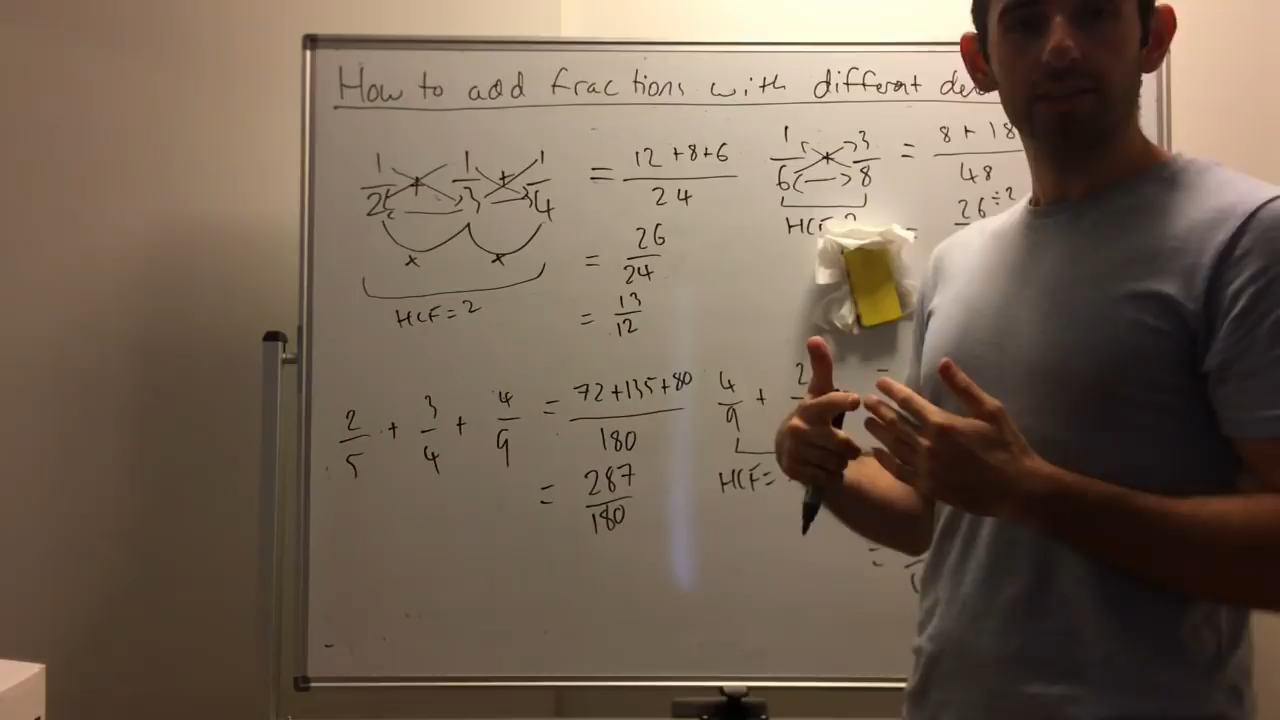 How to add fractions with different de
1/2 + 1/3 + 1/4 = 12+8+6/24
= 26/24
= 13/12
× ×
HCF=2
1/6 + 3/8 = 8+18/48
26÷2
HCF
2/5 + 3/4 + 4/9 = 72+135+80/180
= 287/180
4/9 + 2
HCF=
=